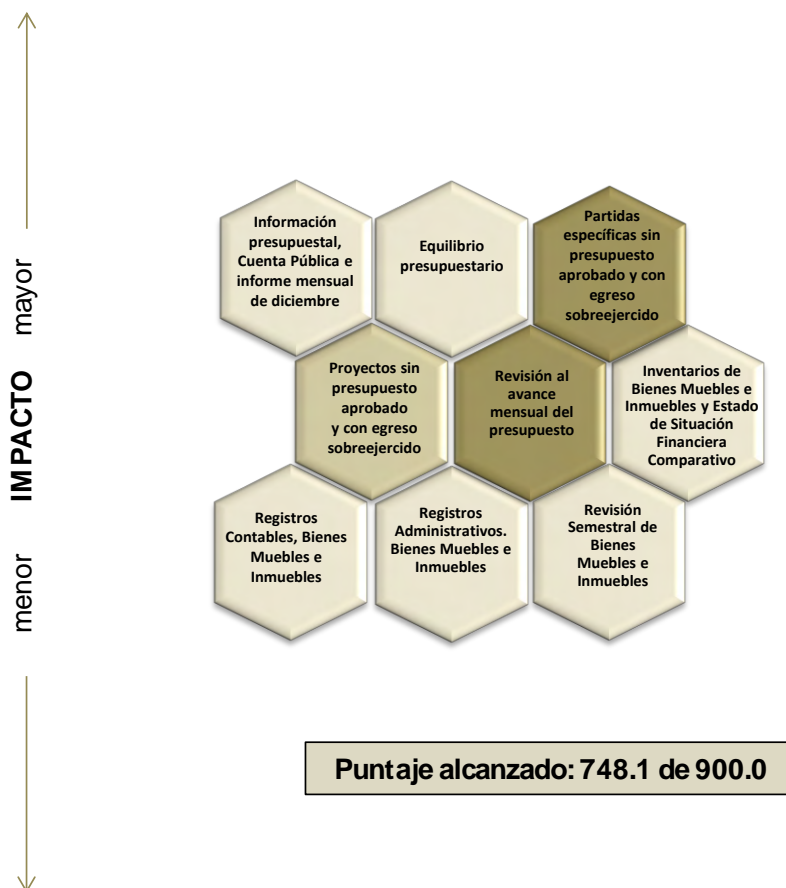 mayor
IMPACTO
menor
Información
presupuestal,
Cuenta Pública e
informe mensual
de diciembre
Equilibrio
presupuestario
Partidas
específicas sin
presupuesto
aprobado y con
egreso
sobreejercido
Proyectos sin
presupuesto
aprobado
y con egreso
sobreejercido
Revisión al
avance
mensual del
presupuesto
Inventarios de
Bienes Muebles e
Inmuebles y Estado
de Situación
Financiera
Comparativo
Registros
Contables, Bienes
Muebles e
Inmuebles
Registros
Administrativos.
Bienes Muebles e
Inmuebles
Revisión
Semestral de
Bienes
Muebles e
Inmuebles
Puntaje alcanzado: 748.1 de 900.0